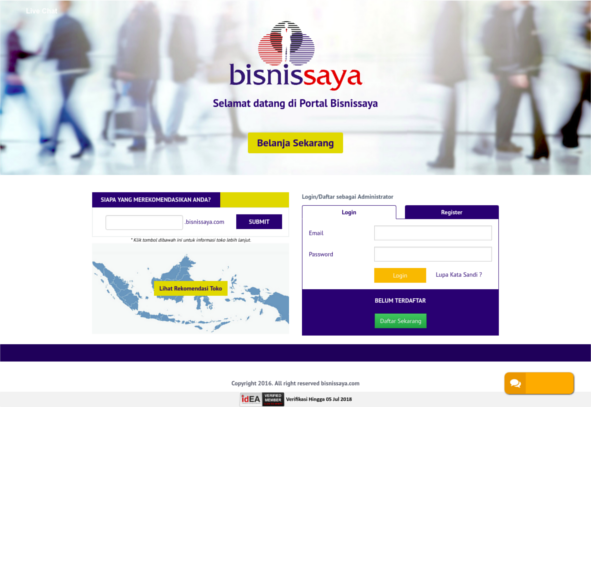 bisnissaya
Selamat datang di Portal Bisnissaya
Belanja Sekarang
SIAPA YANG MEREKOMENDASIKAN ANDA?
.bisnissaya.com SUBMIT
* Klik tombol dibawah ini untuk informasi toko lebih lanjut
Lihat Rekomendasi Toko
Login/Daftar sebagai Administrator
Login Register
Email
Password
Login Lupa Kata Sandi ?
BELUM TERDAFTAR
Daftar Sekarang
Copyright 2016. All right reserved bisnissaya.com
idEA VERIFIED MEMBER Verifikasi Hingga 05 Jul 2018